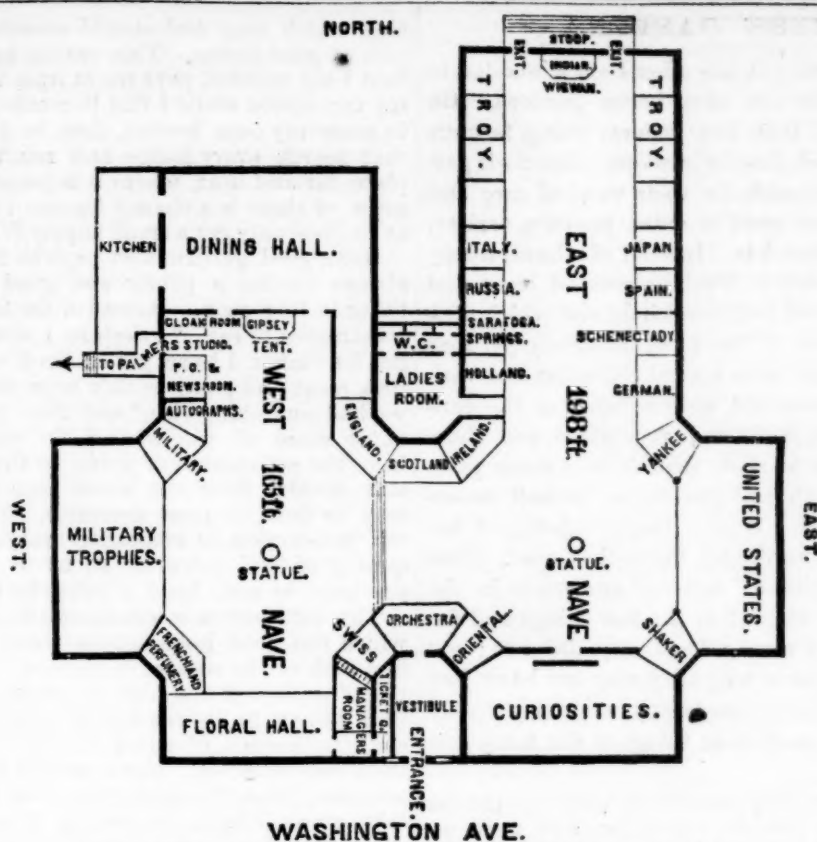 NORTH.
STOOP.
EXIT
EXIT
INDIAN.
WIGWAM.
TROY.
TROY.
KITCHEN
DINING HALL.
ITALY.
EAST
JAPAN
RUSSIA.
SPAIN.
CLOAK ROOM
GIPSEY
TENT.
SARATOGA
SPRINGS.
SCHENECTADY
TO PALMERS STUDIO.
W.C.
P. O. &
NEWSROOM.
WEST
LADIES
ROOM.
HOLLAND.
GERMAN.
AUTOGRAPHS.
ENGLAND.
198 ft.
MILITARY.
SCOTLAND
IRELAND.
YANKEE
165 ft.
WEST.
MILITARY
TROPHIES.
STATUE.
STATUE.
UNITED STATES.
EAST.
NAVE.
NAVE
ORCHESTRA
ORIENTAL.
SWISS
SHAKER
FRENCH AND
PERFUMERY
FLORAL HALL.
MANAGERS
ROOM
TICKET O.
VESTIBULE
CURIOSITIES.
ENTRANCE.
WASHINGTON AVE.